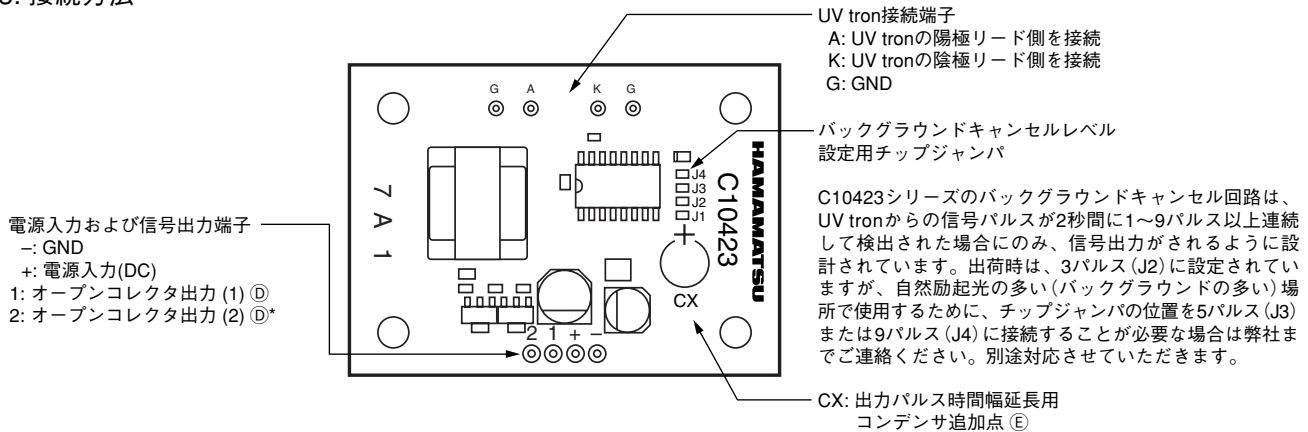 UV tron接続端子
A: UV tronの陽極リード側を接続
K: UV tronの陰極リード側を接続
G: GND
バックグラウンドキャンセルレベル
設定用チップジャンパ
C10423シリーズのバックグラウンドキャンセル回路は、
UV tronからの信号パルスが2秒間に1～9パルス以上連続
して検出された場合にのみ、信号出力がされるように設
計されています。出荷時は、3パルス(J2)に設定されてい
ますが、自然励起光の多い(バックグラウンドの多い)場
所で使用するために、チップジャンパの位置を5パルス(J3)
または9パルス(J4)に接続することが必要な場合は弊社ま
でご連絡ください。別途対応させていただきます。
CX: 出力パルス時間幅延長用
コンデンサ追加点 Ⓔ
電源入力および信号出力端子
–: GND
+: 電源入力(DC)
1: オープンコレクタ出力 (1) Ⓓ
2: オープンコレクタ出力 (2) Ⓓ*
G A K G
J4
J3
J2
J1
+
CX
C10423
HAMAMATSU
7 A 1
2 1 + –